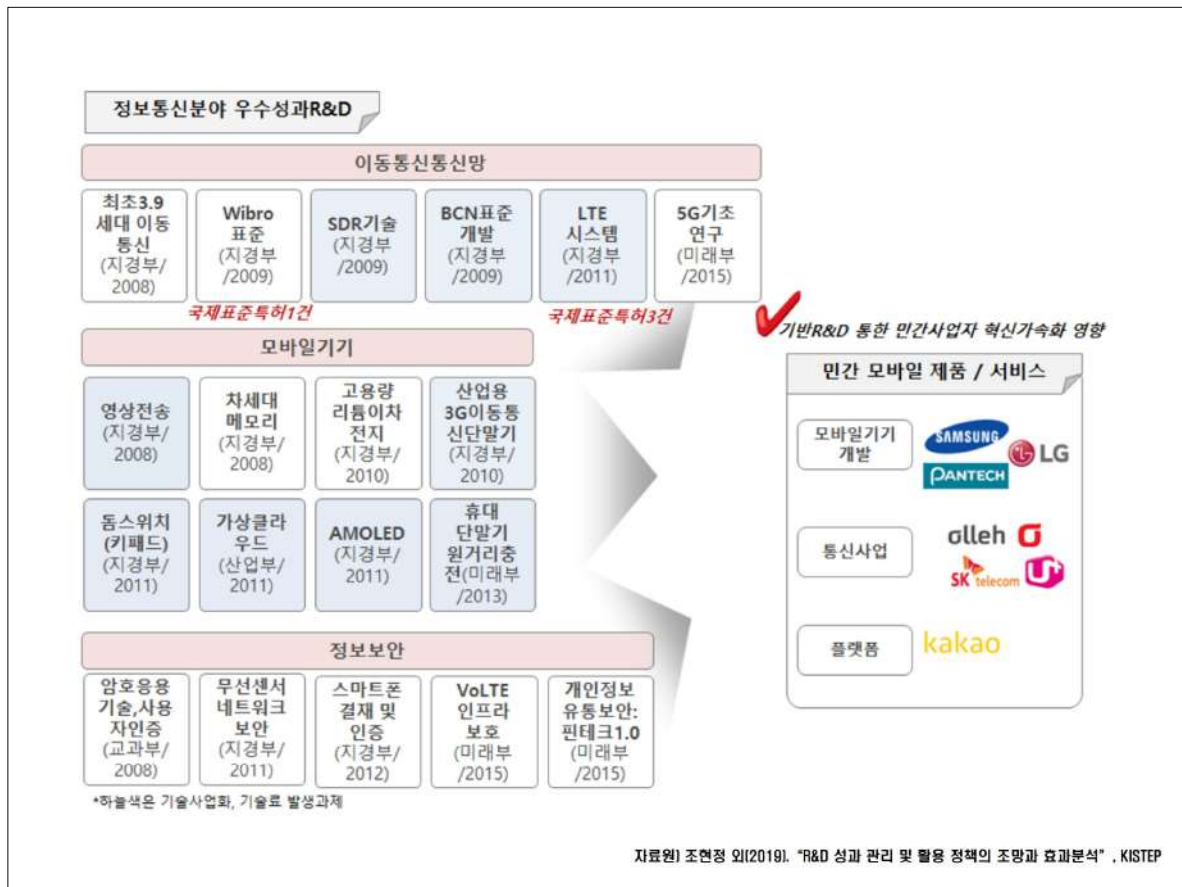 정보통신분야 우수성과R&D
이동통신통신망
최초3.9
세대 이동
통신
(지경부/
2008)
Wibro
표준
(지경부
/2009)
SDR기술
(지경부
/2009)
BCN표준
개발
(지경부
/2009)
LTE
시스템
(지경부
/2011)
5G기초
연구
(미래부
/2015)
국제표준특허1건
국제표준특허3건
모바일기기
영상전송
(지경부/
2008)
차세대
메모리
(지경부/
2008)
고용량
리튬이차
전지
(지경부/
2010)
산업용
3G이동통
신단말기
(지경부/
2010)
돔스위치
(키패드)
(지경부/
2011)
가상클라
우드
(산업부/
2011)
AMOLED
(지경부/
2011)
휴대
단말기
원거리충
전(미래부
/2013)
정보보안
암호응용
기술,사용
자인증
(교과부/
2008)
무선센서
네트워크
보안
(지경부/
2011)
스마트폰
결재 및
인증
(지경부/
2012)
VoLTE
인프라
보호
(미래부
/2015)
개인정보
유통보안:
핀테크1.0
(미래부
/2015)
*하늘색은 기술사업화, 기술료 발생과제
기반R&D 통한 민간사업자 혁신가속화 영향
민간 모바일 제품 / 서비스
모바일기기
개발
SAMSUNG
LG
PANTECH
통신사업
olleh
SK telecom
U+
플랫폼
kakao
자료원) 조현정 외(2019). “R&D 성과 관리 및 활용 정책의 조망과 효과분석” , KISTEP